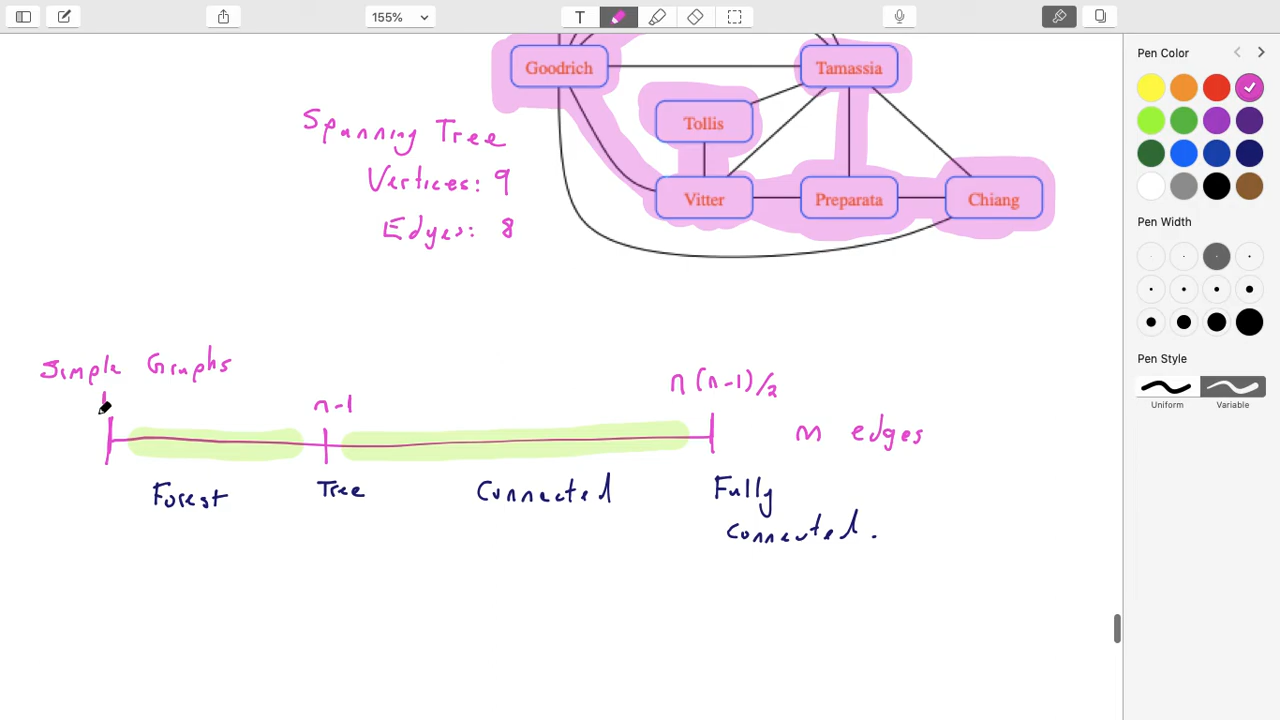 155%
T
Pen Color
Goodrich
Tamassia
Tollis
Spanning Tree
Vertices: 9
Edges: 8
Vitter
Preparata
Chiang
Pen Width
Pen Style
Uniform
Variable
Simple Graphs
n-1
n(n-1)/2
m edges
Forest
Tree
Connected
Fully
connected.